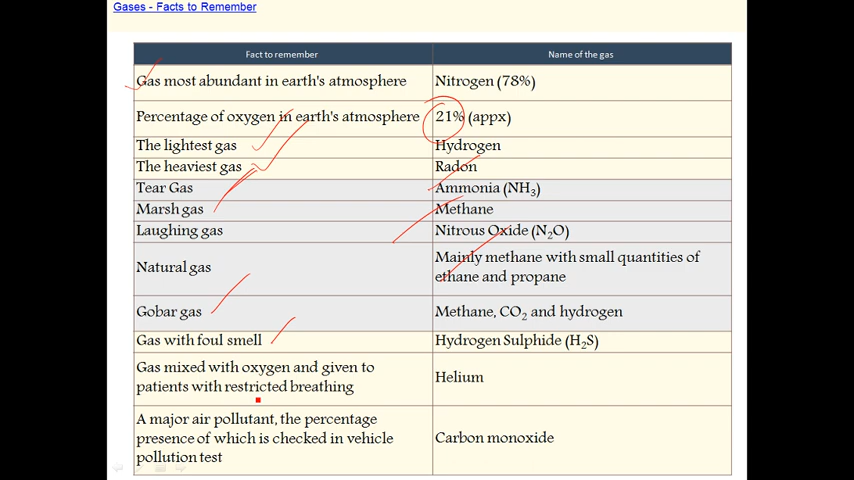 Gases - Facts to Remember
Fact to remember Name of the gas
Gas most abundant in earth's atmosphere Nitrogen (78%)
Percentage of oxygen in earth's atmosphere 21% (appx)
The lightest gas Hydrogen
The heaviest gas Radon
Tear Gas Ammonia (NH3)
Marsh gas Methane
Laughing gas Nitrous Oxide (N2O)
Natural gas Mainly methane with small quantities of
ethane and propane
Gobar gas Methane, CO2 and hydrogen
Gas with foul smell Hydrogen Sulphide (H2S)
Gas mixed with oxygen and given to
patients with restricted breathing Helium
A major air pollutant, the percentage
presence of which is checked in vehicle Carbon monoxide
pollution test